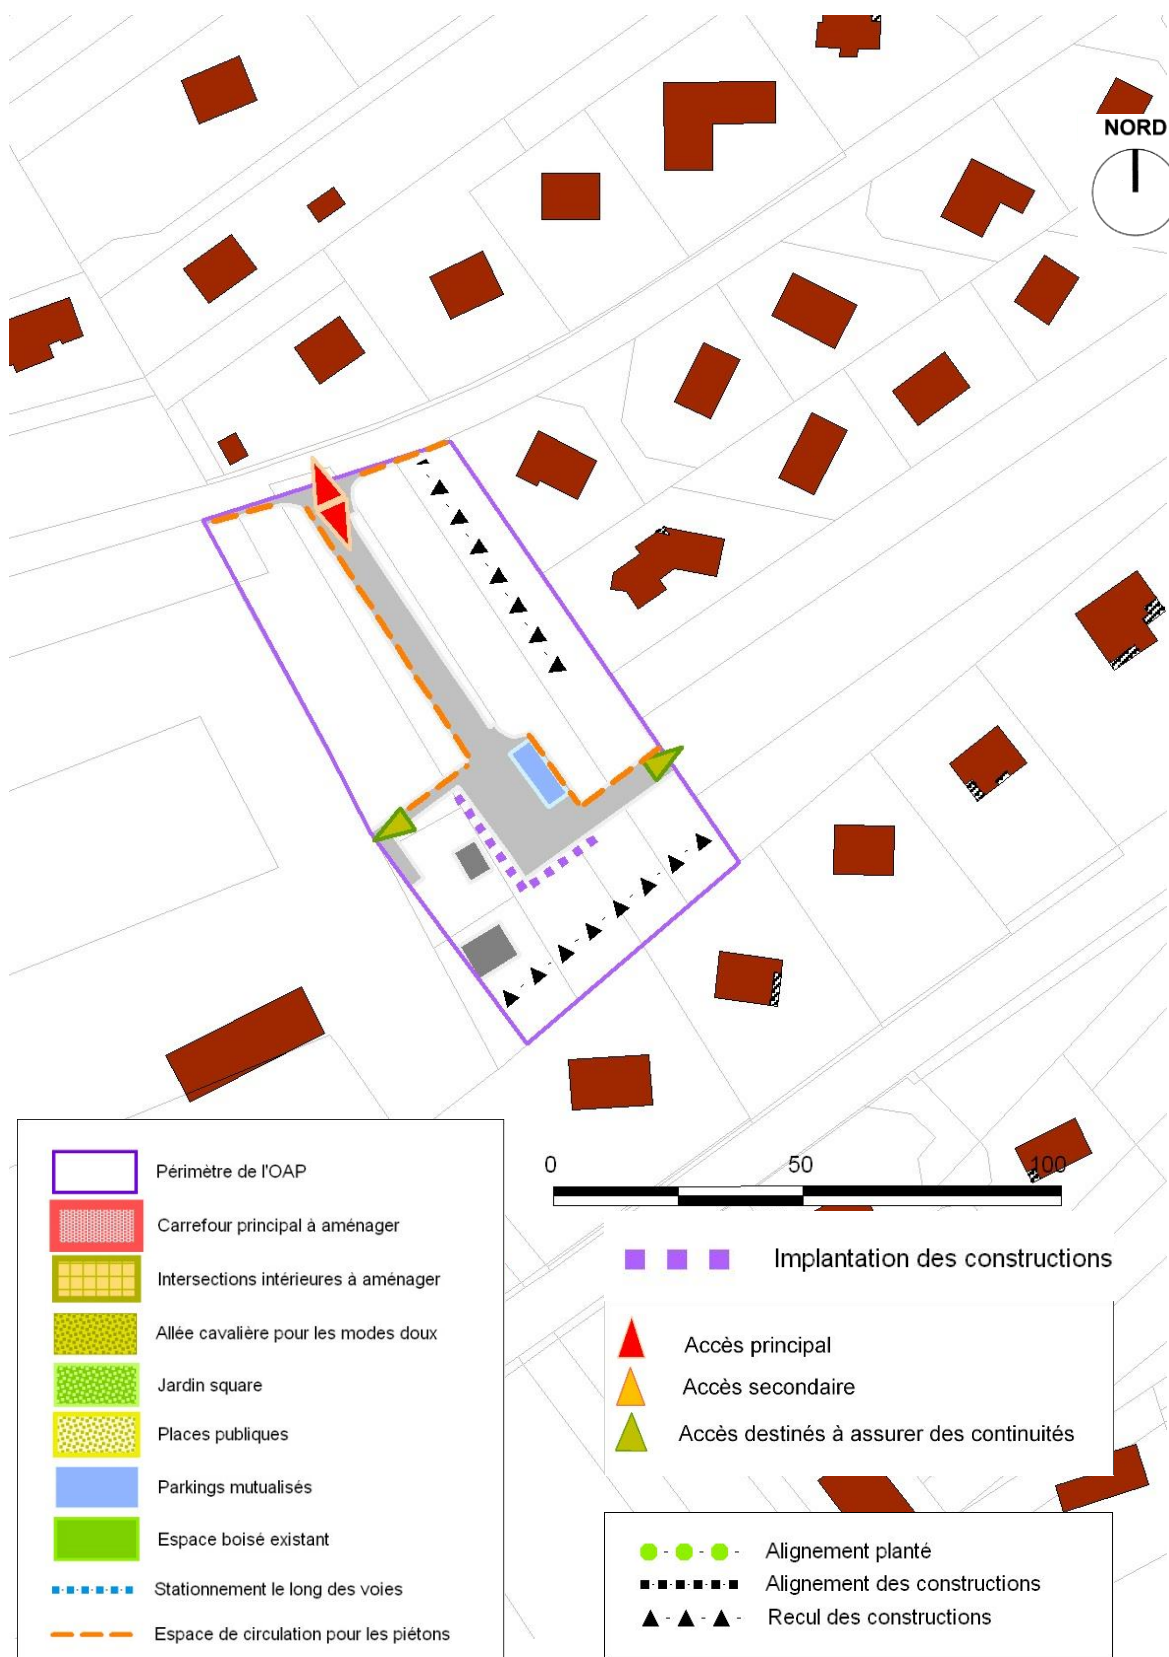 NORD
0 50 100
Périmètre de l'OAP
Carrefour principal à aménager
Intersections intérieures à aménager
Allée cavalière pour les modes doux
Jardin square
Places publiques
Parkings mutualisés
Espace boisé existant
Stationnement le long des voies
Espace de circulation pour les piétons
Implantation des constructions
Accès principal
Accès secondaire
Accès destinés à assurer des continuités
Alignement planté
Alignement des constructions
Recul des constructions